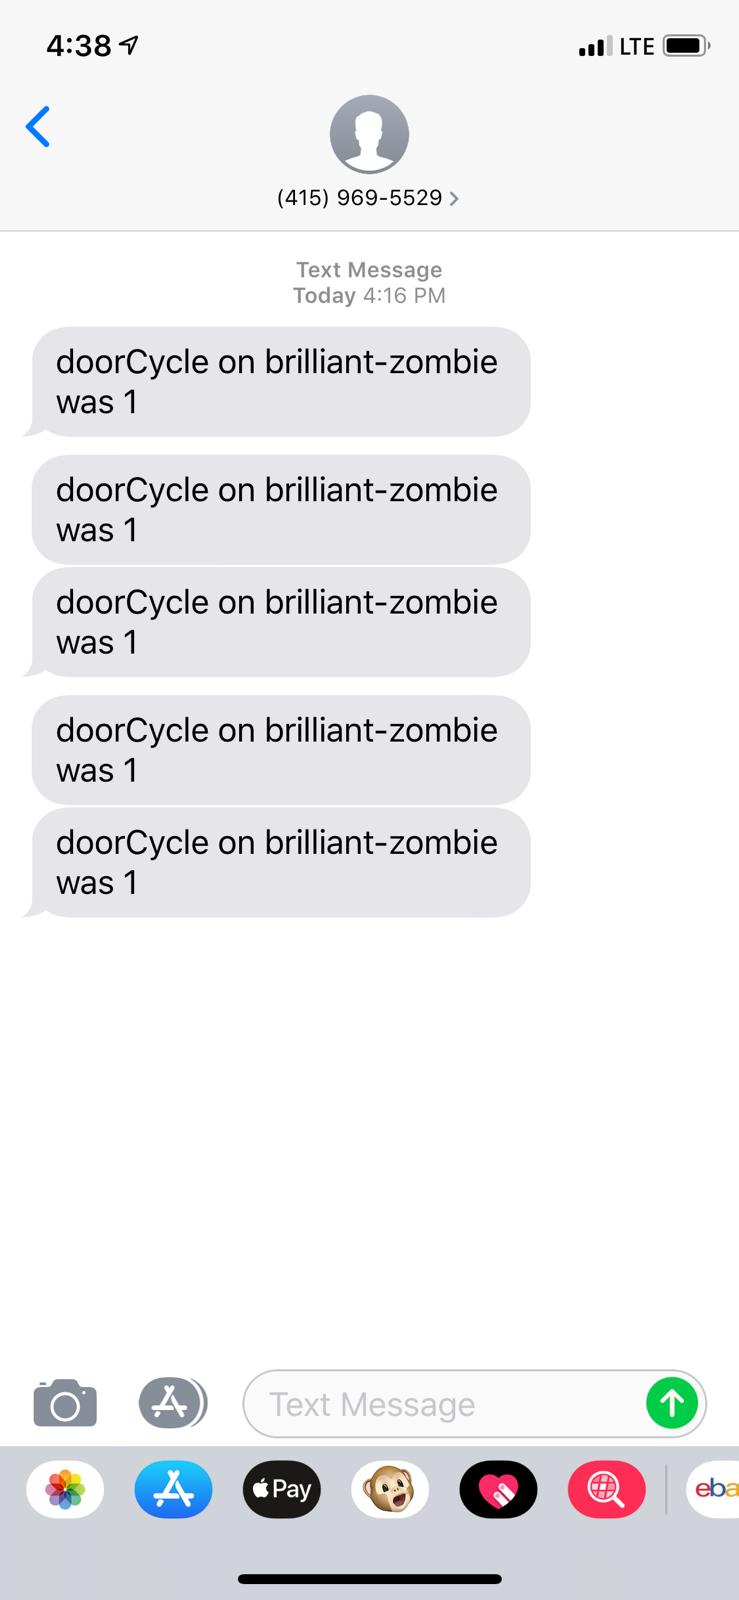 4:38 LTE
(415) 969-5529
Text Message
Today 4:16 PM
doorCycle on brilliant-zombie
was 1
doorCycle on brilliant-zombie
was 1
doorCycle on brilliant-zombie
was 1
doorCycle on brilliant-zombie
was 1
doorCycle on brilliant-zombie
was 1
Text Message
Pay eba